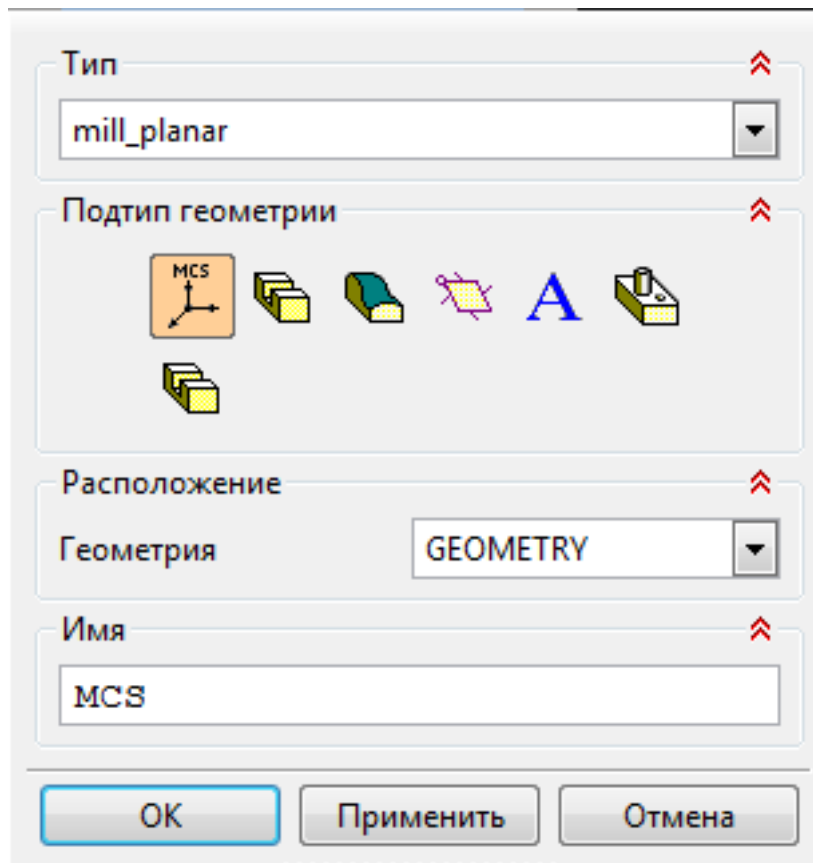 Тип
mill_planar
Подтип геометрии
MCS
A
Расположение
Геометрия GEOMETRY
Имя
MCS
OK Применить Отмена